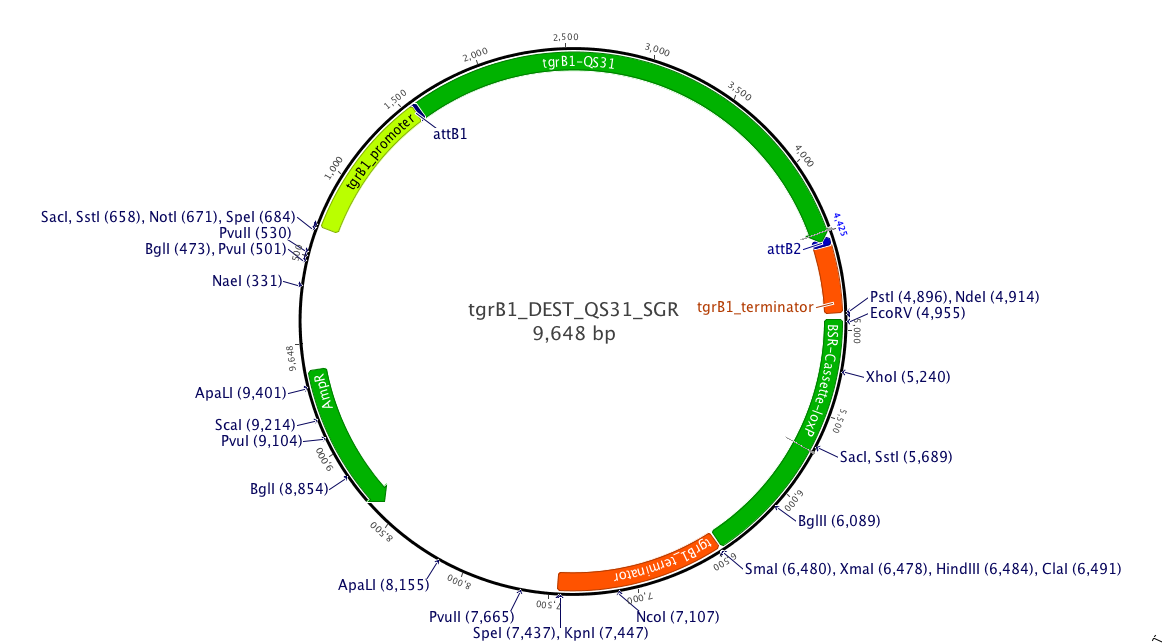 2,500
2,000
3,000
tgrB1-QS31
1,500
3,500
attB1
tgrB1_promoter
4,000
1,000
SacI, SstI (658), NotI (671), SpeI (684)
4,425
PvuII (530)
attB2
BglI (473), PvuI (501)
500
NaeI (331)
PstI (4,896), NdeI (4,914)
tgrB1_terminator
EcoRV (4,955)
tgrB1_DEST_QS31_SGR
9,648 bp
5,000
9,648
BSR-Cassette-loxP
XhoI (5,240)
ApaLI (9,401)
AmpR
5,500
ScaI (9,214)
PvuI (9,104)
SacI, SstI (5,689)
9,000
BglI (8,854)
6,000
BglII (6,089)
8,500
tgrB1_terminator
6,500
SmaI (6,480), XmaI (6,478), HindIII (6,484), ClaI (6,491)
ApaLI (8,155)
8,000
7,500
7,000
PvuII (7,665)
NcoI (7,107)
SpeI (7,437), KpnI (7,447)